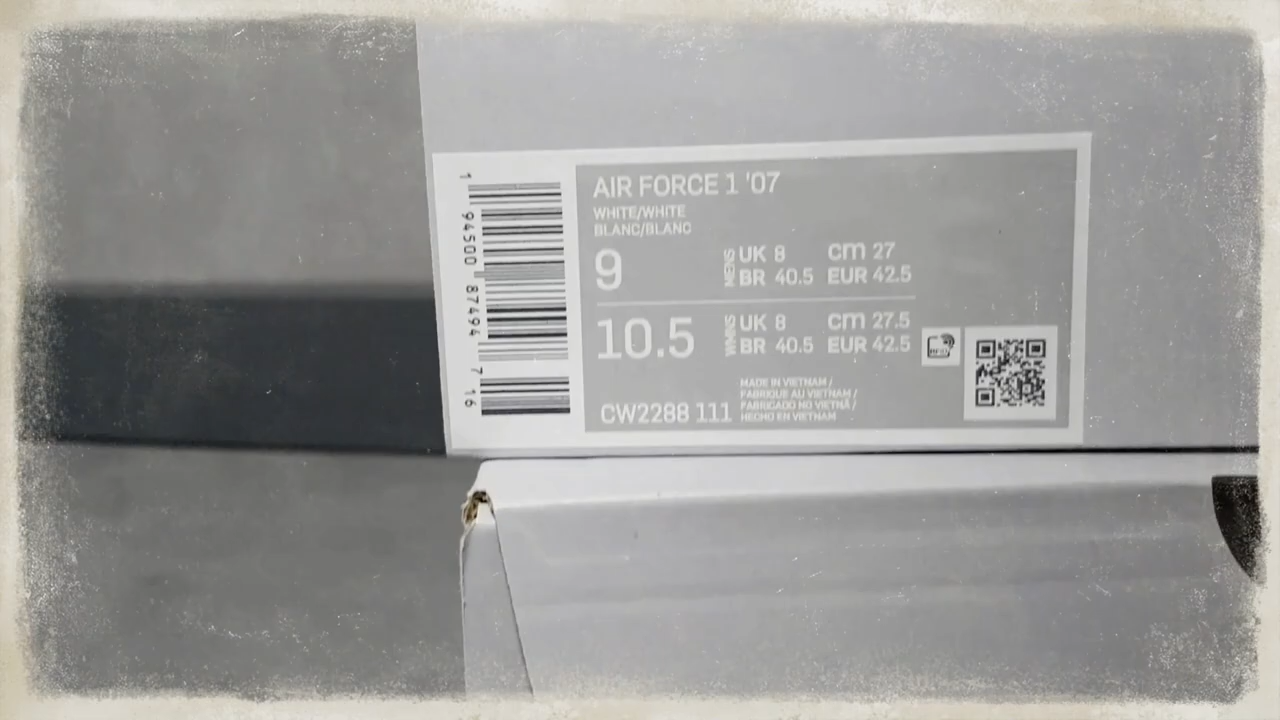 1 94500 87494 7 16
AIR FORCE 1 '07
WHITE/WHITE
BLANC/BLANC
9 MENS UK 8 cm 27
BR 40.5 EUR 42.5
10.5 WMNS UK 8 cm 27.5
BR 40.5 EUR 42.5
RFID
MADE IN VIETNAM /
FABRIQUE AU VIETNAM /
FABRICADO NO VIETNÃ /
HECHO EN VIETNAM
CW2288 111